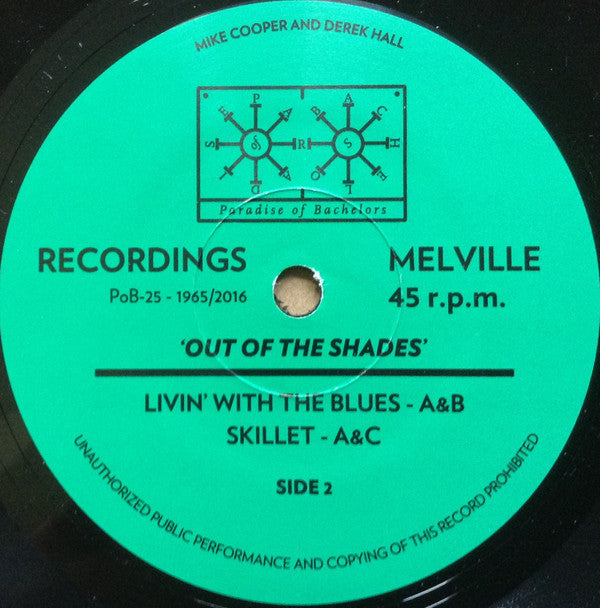 MIKE COOPER AND DEREK HALL
Paradise of Bachelors
RECORDINGS
PoB-25 - 1965/2016
MELVILLE
45 r.p.m.
'OUT OF THE SHADES'
LIVIN' WITH THE BLUES - A&B
SKILLET - A&C
SIDE 2
UNAUTHORIZED PUBLIC PERFORMANCE AND COPYING OF THIS RECORD PROHIBITED